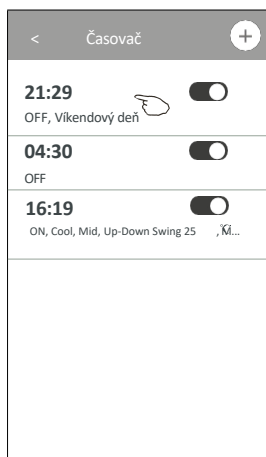 < Časovač +
21:29
OFF, Víkendový deň
04:30
OFF
16:19
ON, Cool, Mid, Up-Down Swing 25